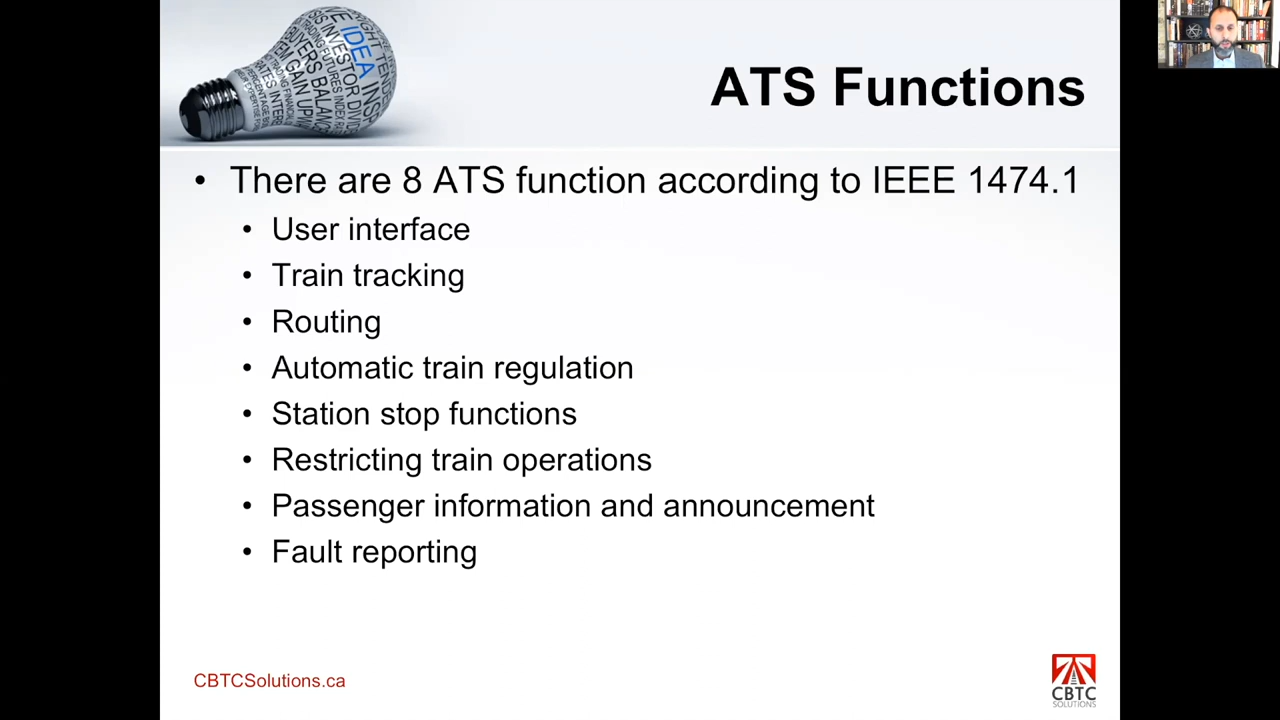 IDEA
ATS Functions
• There are 8 ATS function according to IEEE 1474.1
• User interface
• Train tracking
• Routing
• Automatic train regulation
• Station stop functions
• Restricting train operations
• Passenger information and announcement
• Fault reporting
CBTCSolutions.ca
CBTC
SOLUTIONS